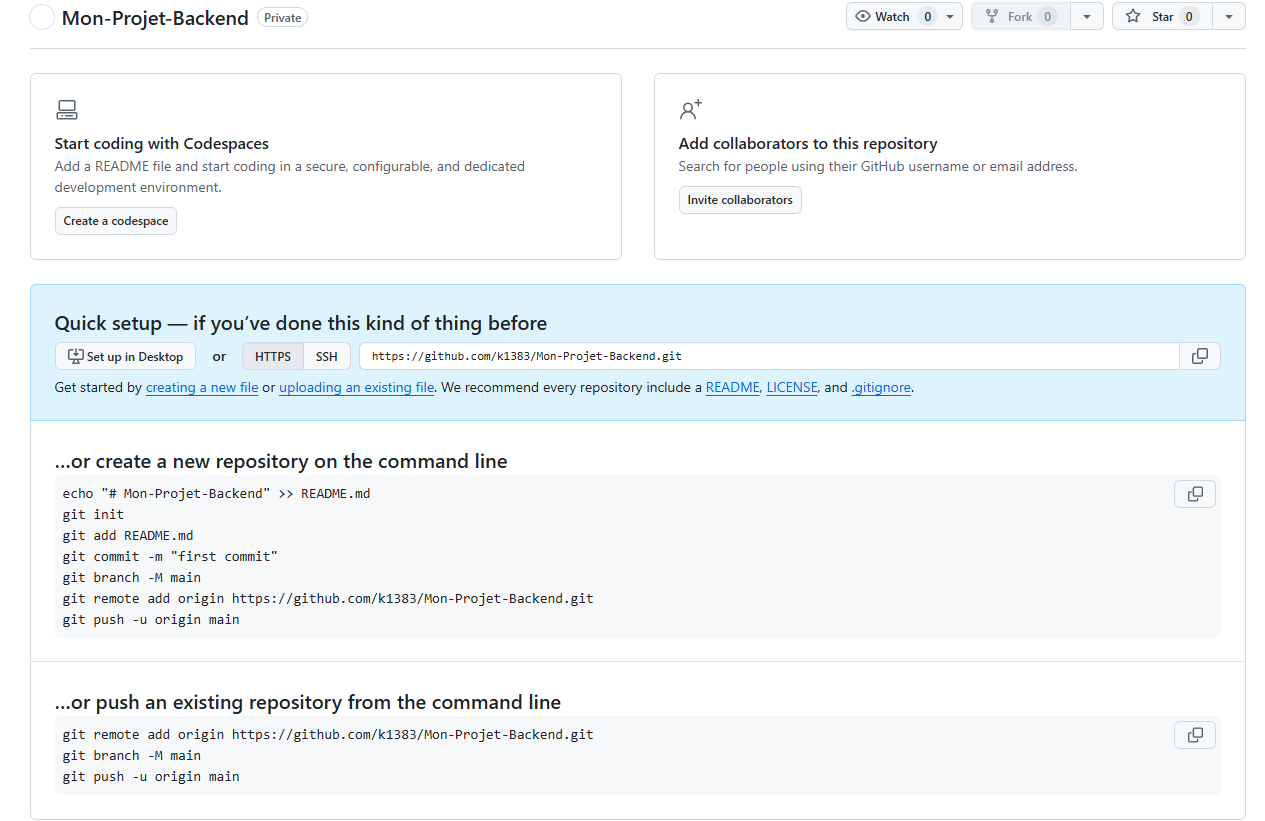 Mon-Projet-Backend Private Watch 0 Fork 0 Star 0
Start coding with Codespaces
Add a README file and start coding in a secure, configurable, and dedicated
development environment.
Create a codespace
Add collaborators to this repository
Search for people using their GitHub username or email address.
Invite collaborators
Quick setup — if you’ve done this kind of thing before
Set up in Desktop or HTTPS SSH https://github.com/k1383/Mon-Projet-Backend.git
Get started by creating a new file or uploading an existing file. We recommend every repository include a README, LICENSE, and .gitignore.
…or create a new repository on the command line
echo "# Mon-Projet-Backend" >> README.md
git init
git add README.md
git commit -m "first commit"
git branch -M main
git remote add origin https://github.com/k1383/Mon-Projet-Backend.git
git push -u origin main
…or push an existing repository from the command line
git remote add origin https://github.com/k1383/Mon-Projet-Backend.git
git branch -M main
git push -u origin main